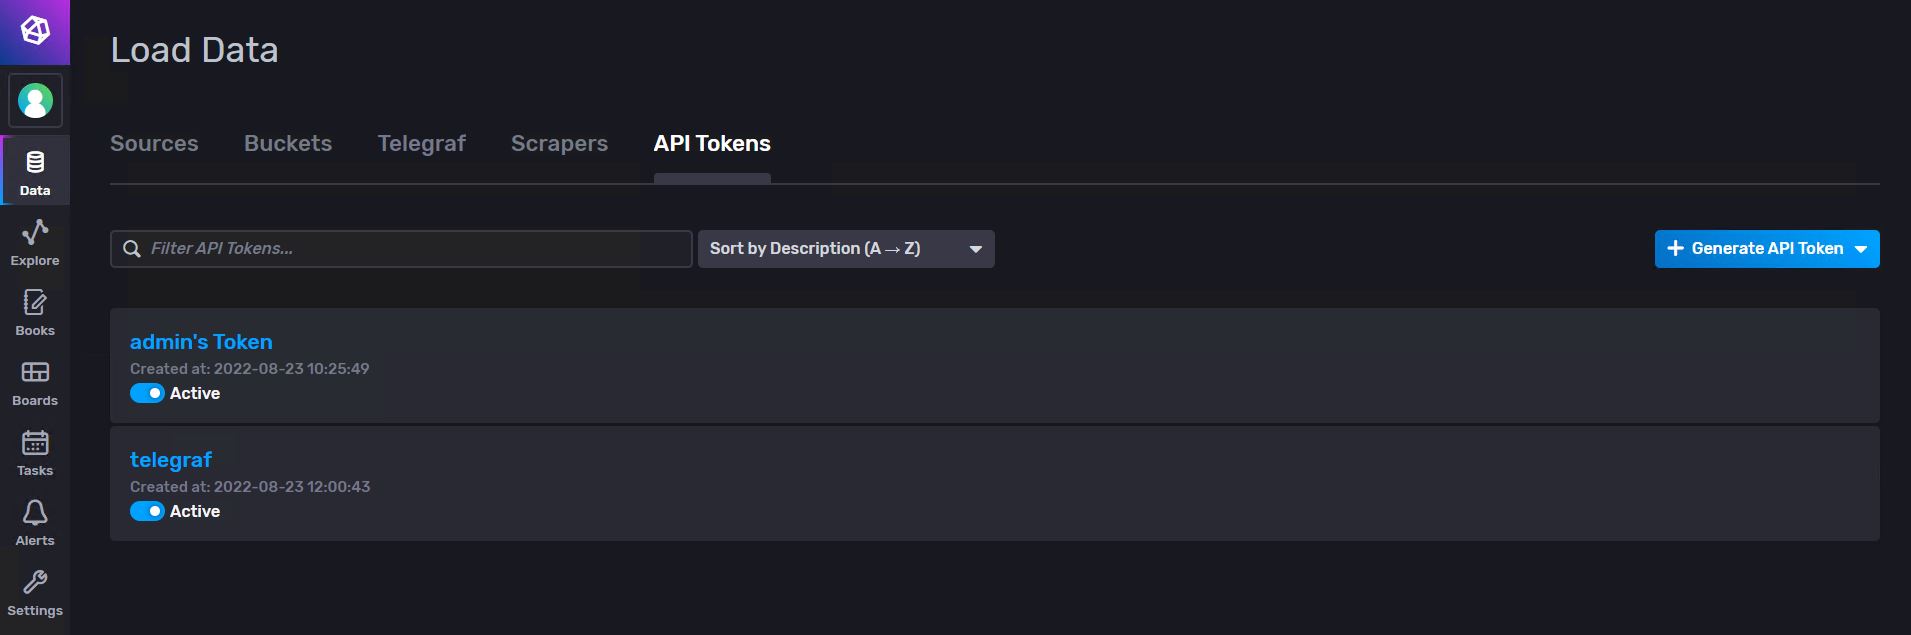 Load Data
Sources Buckets Telegraf Scrapers API Tokens
Filter API Tokens...
Sort by Description (A → Z)
Generate API Token
admin's Token
Created at: 2022-08-23 10:25:49
Active
telegraf
Created at: 2022-08-23 12:00:43
Active
Data
Explore
Books
Boards
Tasks
Alerts
Settings